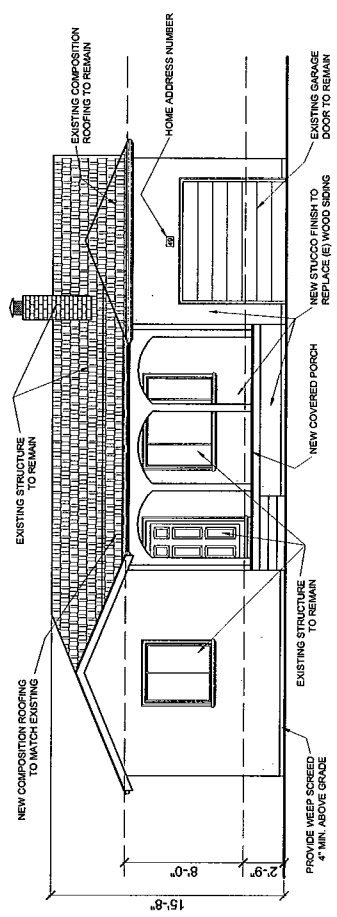 NEW COMPOSITION ROOFING
TO MATCH EXISTING
EXISTING STRUCTURE
TO REMAIN
EXISTING COMPOSITION
ROOFING TO REMAIN
HOME ADDRESS NUMBER
EXISTING GARAGE
DOOR TO REMAIN
NEW STUCCO FINISH TO
REPLACE (E) WOOD SIDING
NEW COVERED PORCH
EXISTING STRUCTURE
TO REMAIN
PROVIDE WEEP SCREED
4" MIN. ABOVE GRADE
15'-8"
8'-0"
2'-9"